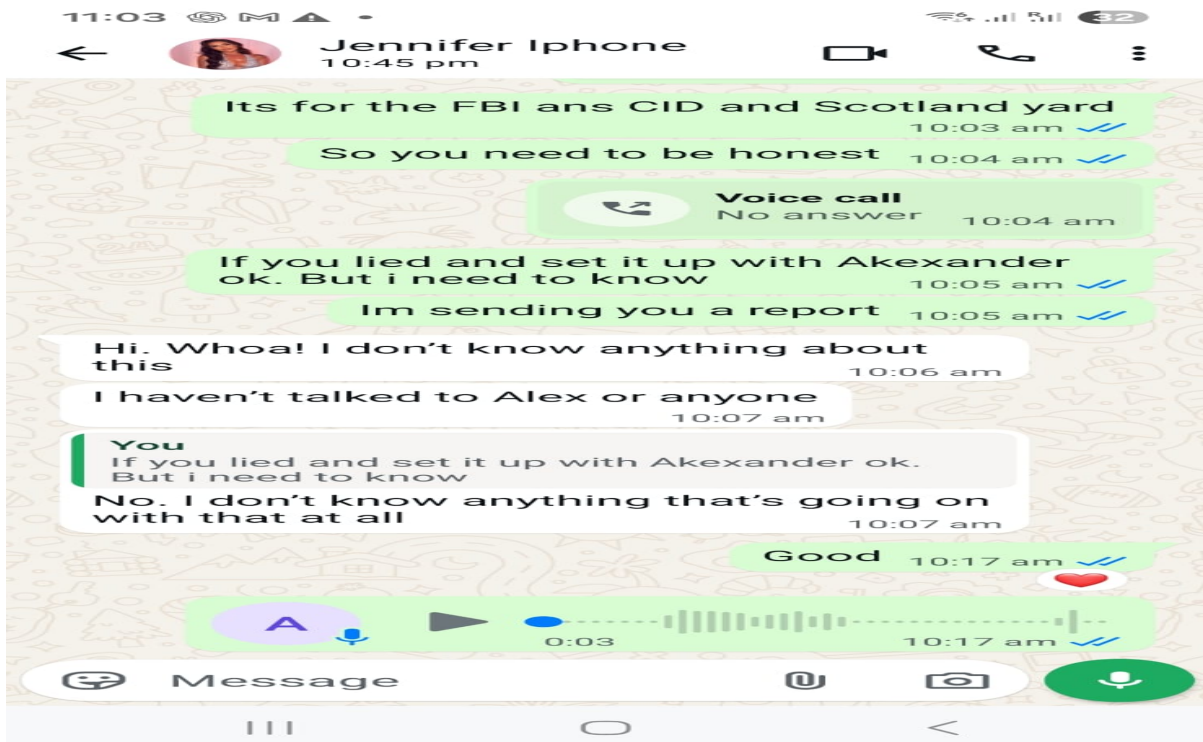 11:03
32
Jennifer Iphone
10:45 pm
Its for the FBI ans CID and Scotland yard
10:03 am
So you need to be honest 10:04 am
Voice call
No answer 10:04 am
If you lied and set it up with Akexander
ok. But i need to know 10:05 am
Im sending you a report 10:05 am
Hi. Whoa! I don't know anything about
this 10:06 am
I haven't talked to Alex or anyone
10:07 am
You
If you lied and set it up with Akexander ok.
But i need to know
No. I don't know anything that's going on
with that at all 10:07 am
Good 10:17 am
A
0:03 10:17 am
Message